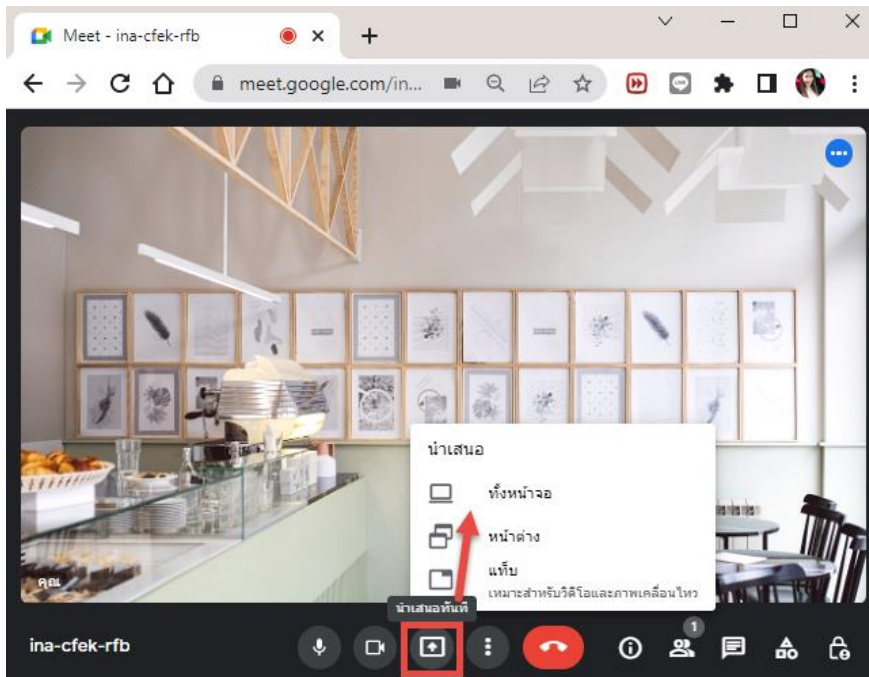 Meet - ina-cfek-rfb
meet.google.com/in...
LINE
นำเสนอ
ทั้งหน้าจอ
หน้าต่าง
แท็บ
เหมาะสำหรับวิดีโอและภาพเคลื่อนไหว
คุณ
นำเสนอทันที
ina-cfek-rfb
1